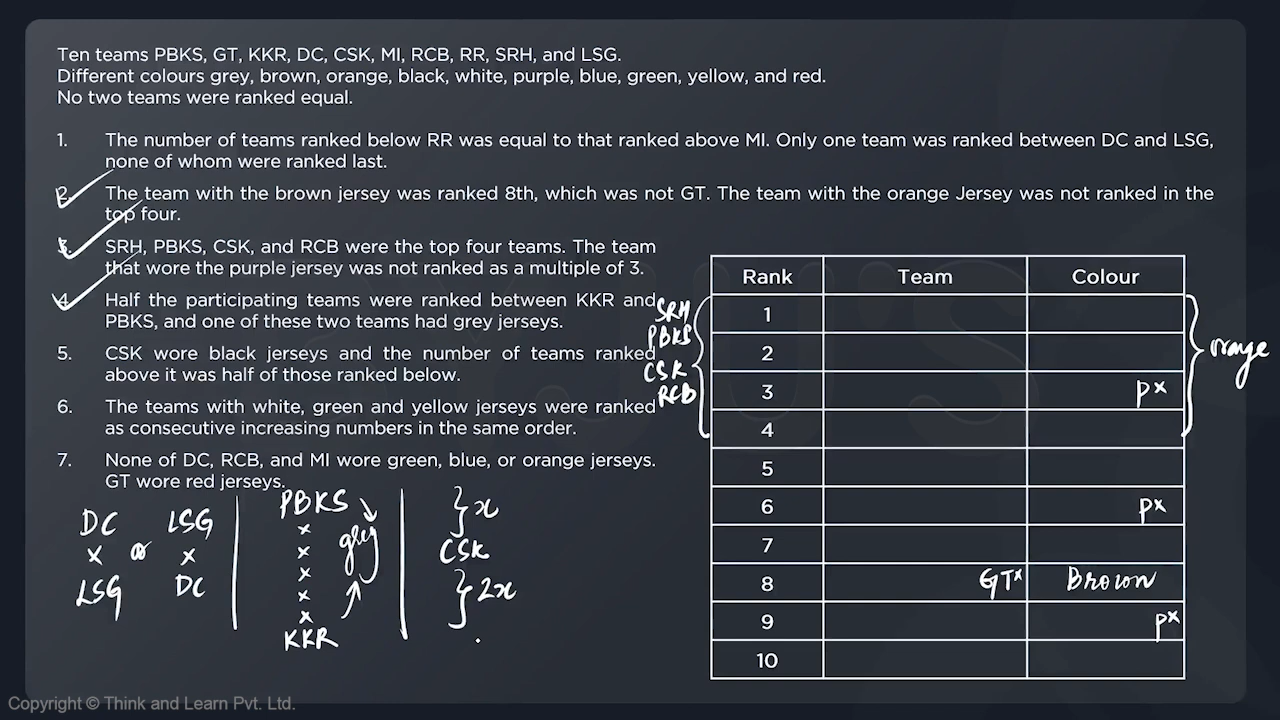 Ten teams PBKS, GT, KKR, DC, CSK, MI, RCB, RR, SRH, and LSG.
Different colours grey, brown, orange, black, white, purple, blue, green, yellow, and red.
No two teams were ranked equal.
1. The number of teams ranked below RR was equal to that ranked above MI. Only one team was ranked between DC and LSG,
none of whom were ranked last.
2. The team with the brown jersey was ranked 8th, which was not GT. The team with the orange Jersey was not ranked in the
top four.
3. SRH, PBKS, CSK, and RCB were the top four teams. The team
that wore the purple jersey was not ranked as a multiple of 3.
4. Half the participating teams were ranked between KKR and
PBKS, and one of these two teams had grey jerseys.
5. CSK wore black jerseys and the number of teams ranked
above it was half of those ranked below.
6. The teams with white, green and yellow jerseys were ranked
as consecutive increasing numbers in the same order.
7. None of DC, RCB, and MI wore green, blue, or orange jerseys.
GT wore red jerseys.
DC LSG
x or x
LSG DC
PBKS
x
x grey
x
x
x
KKR
} x
CSK
} 2x
SRH
PBKS
CSK
RCB
Rank Team Colour
1
2
3 px
4
5
6 px
7
8 GTx Brown
9 px
10
orange
Copyright © Think and Learn Pvt. Ltd.